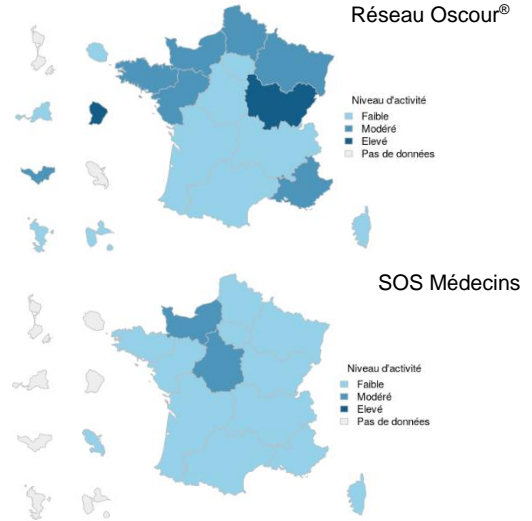 Réseau Oscour®
Niveau d'activité
Faible
Modéré
Elevé
Pas de données
SOS Médecins
Niveau d'activité
Faible
Modéré
Elevé
Pas de données